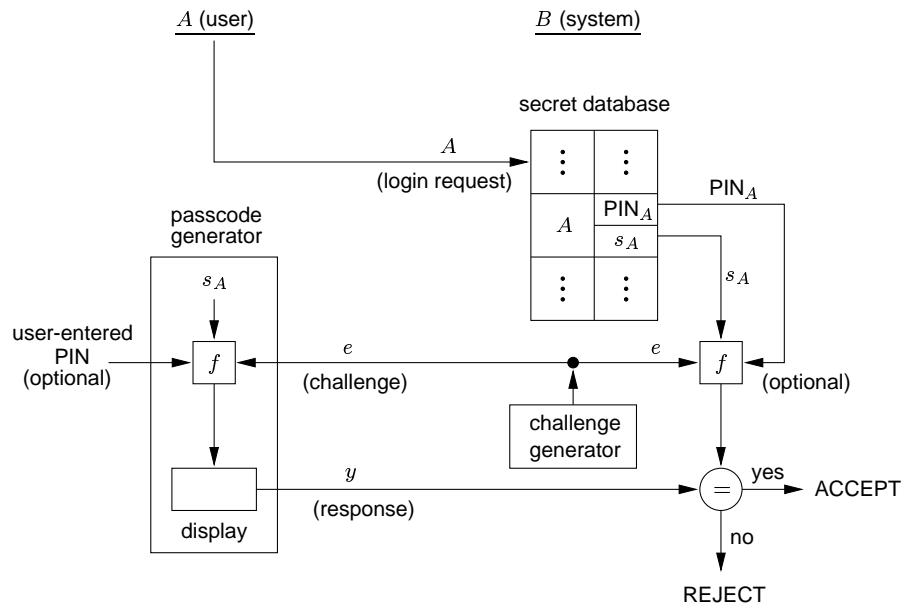 A (user)
B (system)
secret database
A
(login request)
PIN_A
A
PIN_A
s_A
passcode
generator
s_A
s_A
user-entered
PIN
(optional)
f
e
(challenge)
e
f
(optional)
challenge
generator
y
(response)
=
yes
ACCEPT
display
no
REJECT